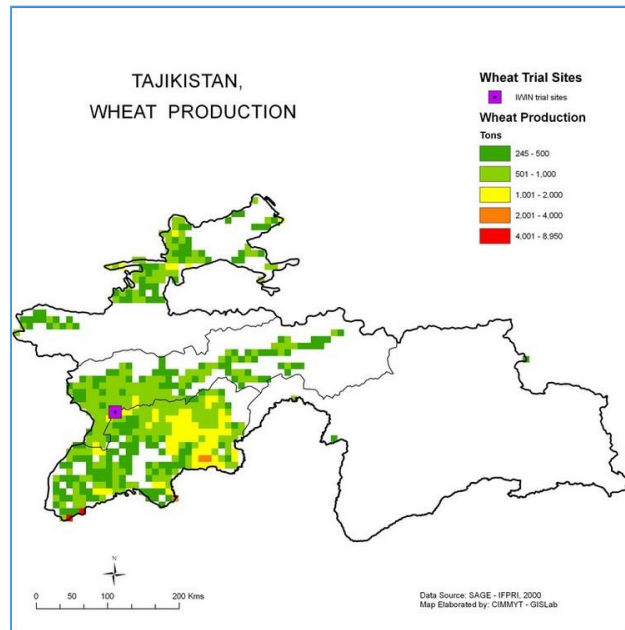 TAJIKISTAN,
WHEAT PRODUCTION
Wheat Trial Sites
IWIN trial sites
Wheat Production
Tons
245 - 500
501 - 1,000
1,001 - 2,000
2,001 - 4,000
4,001 - 8,950
N
0 50 100 200 Kms
Data Source: SAGE - IFPRI, 2000
Map Elaborated by: CIMMYT - GISLab